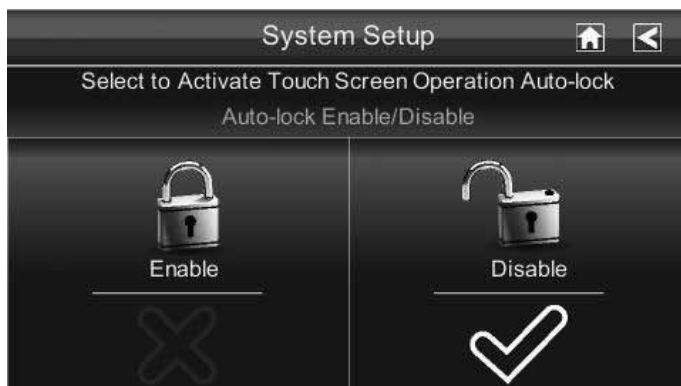 System Setup
Select to Activate Touch Screen Operation Auto-lock
Auto-lock Enable/Disable
Enable
Disable